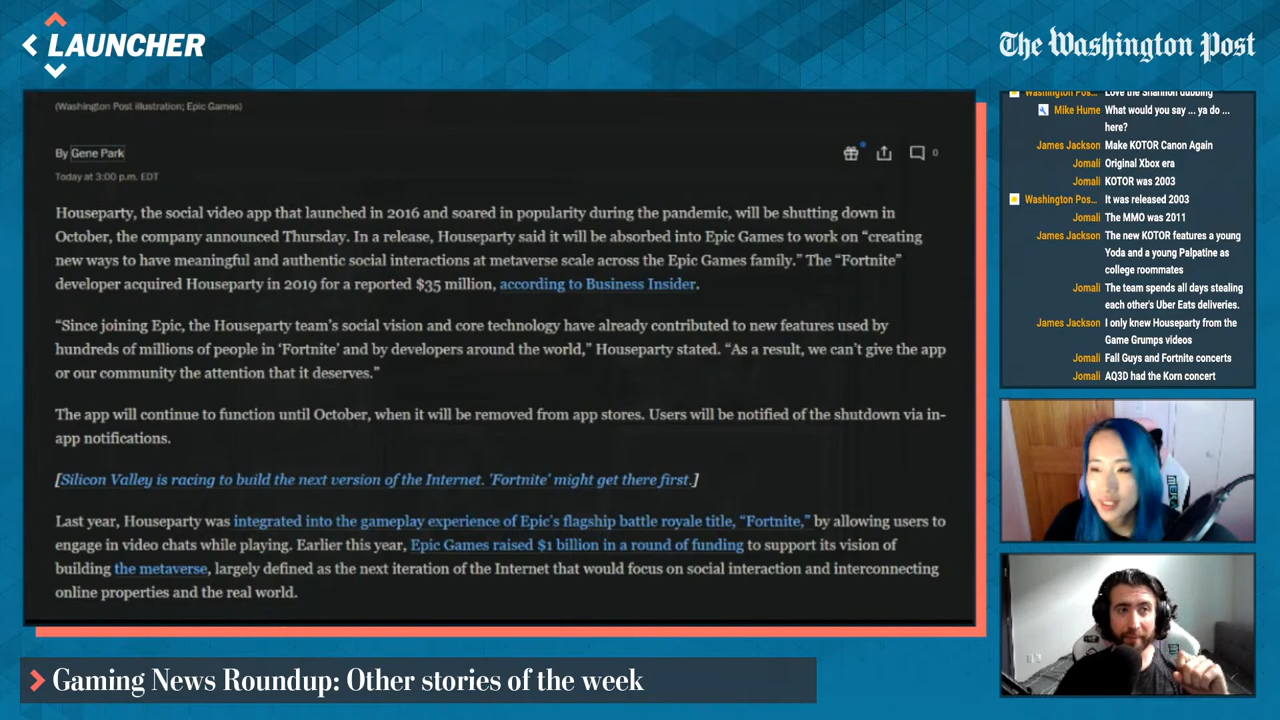 LAUNCHER
The Washington Post
(Washington Post illustration; Epic Games)
By Gene Park
0
Today at 3:00 p.m. EDT
Houseparty, the social video app that launched in 2016 and soared in popularity during the pandemic, will be shutting down in
October, the company announced Thursday. In a release, Houseparty said it will be absorbed into Epic Games to work on “creating
new ways to have meaningful and authentic social interactions at metaverse scale across the Epic Games family.” The “Fortnite”
developer acquired Houseparty in 2019 for a reported $35 million, according to Business Insider.
“Since joining Epic, the Houseparty team’s social vision and core technology have already contributed to new features used by
hundreds of millions of people in ‘Fortnite’ and by developers around the world,” Houseparty stated. “As a result, we can’t give the app
or our community the attention that it deserves.”
The app will continue to function until October, when it will be removed from app stores. Users will be notified of the shutdown via in-
app notifications.
[Silicon Valley is racing to build the next version of the Internet. ‘Fortnite’ might get there first.]
Last year, Houseparty was integrated into the gameplay experience of Epic’s flagship battle royale title, “Fortnite,” by allowing users to
engage in video chats while playing. Earlier this year, Epic Games raised $1 billion in a round of funding to support its vision of
building the metaverse, largely defined as the next iteration of the Internet that would focus on social interaction and interconnecting
online properties and the real world.
Washington Pos... Love the Shannon dubbing
Mike Hume What would you say ... ya do ...
here?
James Jackson Make KOTOR Canon Again
Jomali Original Xbox era
Jomali KOTOR was 2003
Washington Pos... It was released 2003
Jomali The MMO was 2011
James Jackson The new KOTOR features a young
Yoda and a young Palpatine as
college roommates
Jomali The team spends all days stealing
each other's Uber Eats deliveries.
James Jackson I only knew Houseparty from the
Game Grumps videos
Jomali Fall Guys and Fortnite concerts
Jomali AQ3D had the Korn concert
Gaming News Roundup: Other stories of the week